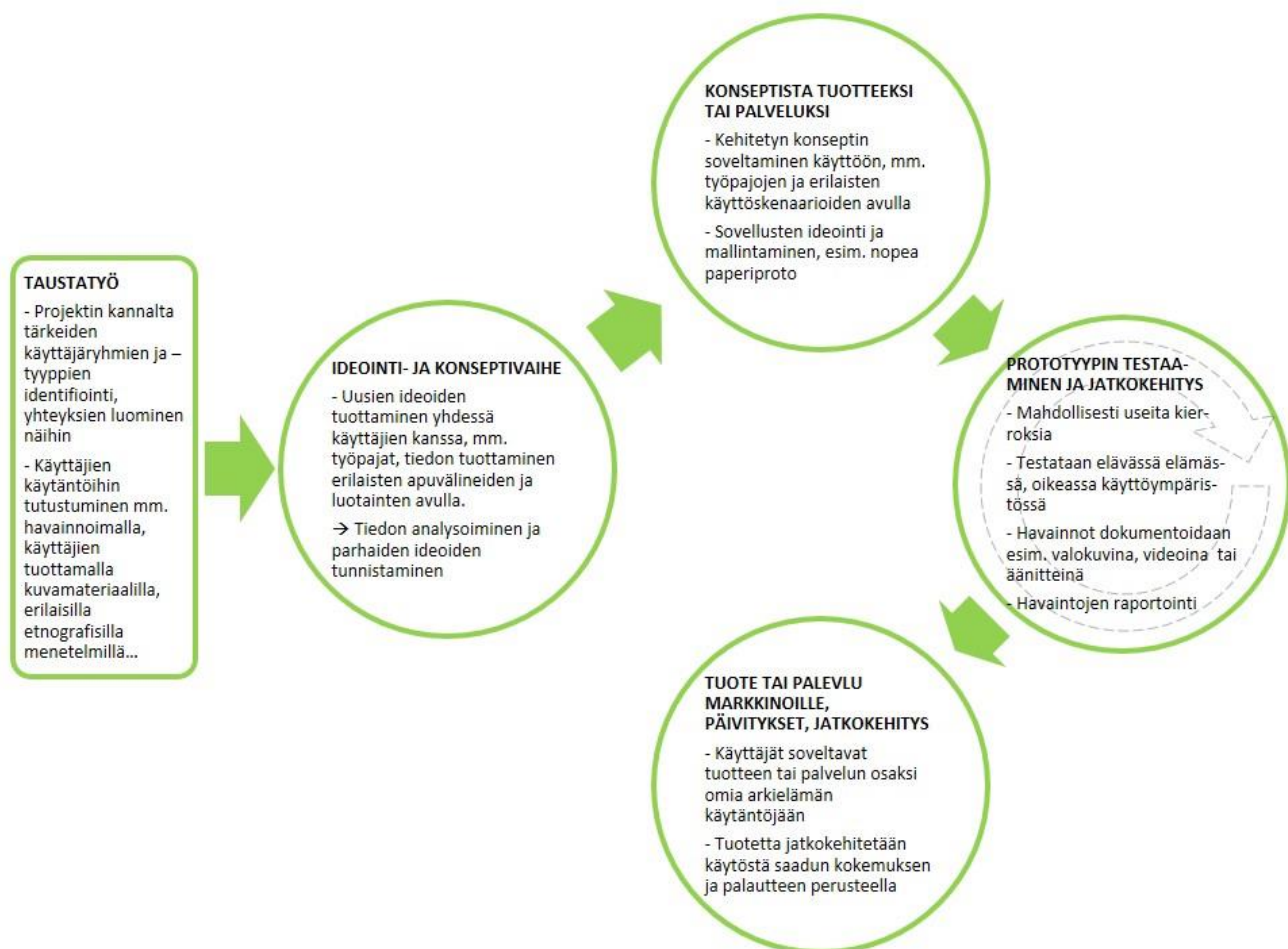 TAUSTATYÖ
- Projektin kannalta
tärkeiden
käyttäjäryhmien ja –
tyyppien
identifiointi,
yhteyksien luominen
näihin
- Käyttäjien
käytäntöihin
tutustuminen mm.
havainnoimalla,
käyttäjien
tuottamalla
kuvamateriaalilla,
erilaisilla
etnografisilla
menetelmillä…
IDEOINTI- JA KONSEPTIVAIHE
- Uusien ideoiden
tuottaminen yhdessä
käyttäjien kanssa, mm.
työpajat, tiedon tuottaminen
erilaisten apuvälineiden ja
luotainten avulla.
→ Tiedon analysoiminen ja
parhaiden ideoiden
tunnistaminen
KONSEPTISTA TUOTTEEKSI
TAI PALVELUKSI
- Kehitetyn konseptin
soveltaminen käyttöön, mm.
työpajojen ja erilaisten
käyttöskenaarioiden avulla
- Sovellusten ideointi ja
mallintaminen, esim. nopea
paperiproto
PROTOTYYPIN TESTAA-
MINEN JA JATKOKEHITYS
- Mahdollisesti useita kier-
roksia
- Testataan elävässä elämäs-
sä, oikeassa käyttöympäris-
tössä
- Havainnot dokumentoidaan
esim. valokuvina, videoina tai
äänitteinä
- Havaintojen raportointi
TUOTE TAI PALEVLU
MARKKINOILLE,
PÄIVITYKSET, JATKOKEHITYS
- Käyttäjät soveltavat
tuotteen tai palvelun osaksi
omia arkielämän
käytäntöjään
- Tuotetta jatkokehitetään
käytöstä saadun kokemuksen
ja palautteen perusteella